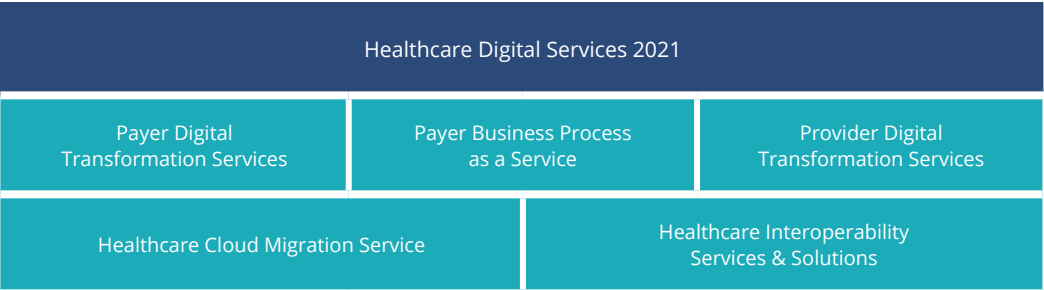 Healthcare Digital Services 2021
Payer Digital
Transformation Services
Payer Business Process
as a Service
Provider Digital
Transformation Services
Healthcare Cloud Migration Service
Healthcare Interoperability
Services & Solutions